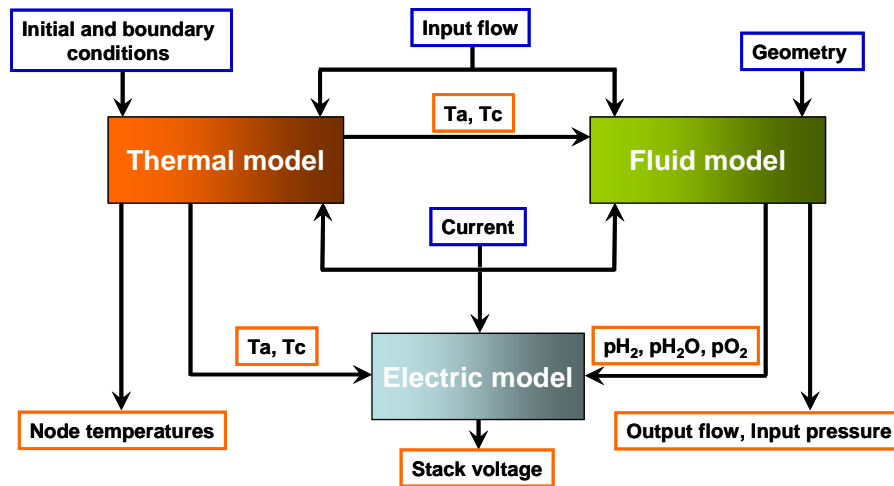 Initial and boundary
conditions
Input flow
Geometry
Ta, Tc
Thermal model
Fluid model
Current
Ta, Tc
pH₂, pH₂O, pO₂
Electric model
Node temperatures
Output flow, Input pressure
Stack voltage